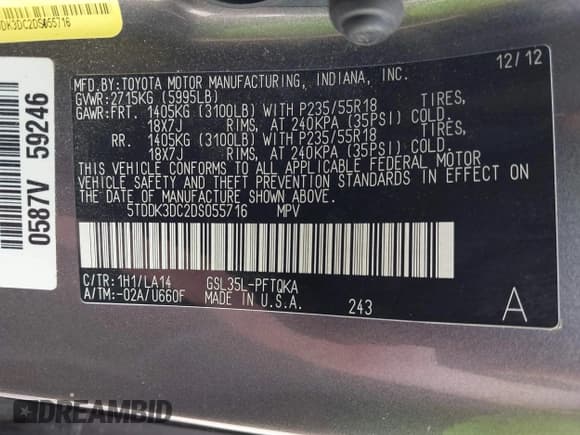 DK3DC2DS055716
0587V 59246
12/12
MFD.BY:TOYOTA MOTOR MANUFACTURING, INDIANA, INC.
GVWR:2715KG (5995LB)
GAWR:FRT. 1405KG (3100LB) WITH P235/55R18 TIRES,
18X7J RIMS, AT 240KPA (35PSI) COLD.
RR. 1405KG (3100LB) WITH P235/55R18 TIRES,
18X7J RIMS, AT 240KPA (35PSI) COLD.
THIS VEHICLE CONFORMS TO ALL APPLICABLE FEDERAL MOTOR
VEHICLE SAFETY AND THEFT PREVENTION STANDARDS IN EFFECT ON
THE DATE OF MANUFACTURE SHOWN ABOVE.
5TDDK3DC2DS055716 MPV
C/TR:1H1/LA14 GSL35L-PFTQKA
A/TM:-02A/U660F MADE IN U.S.A. 243 A
DREAMBID